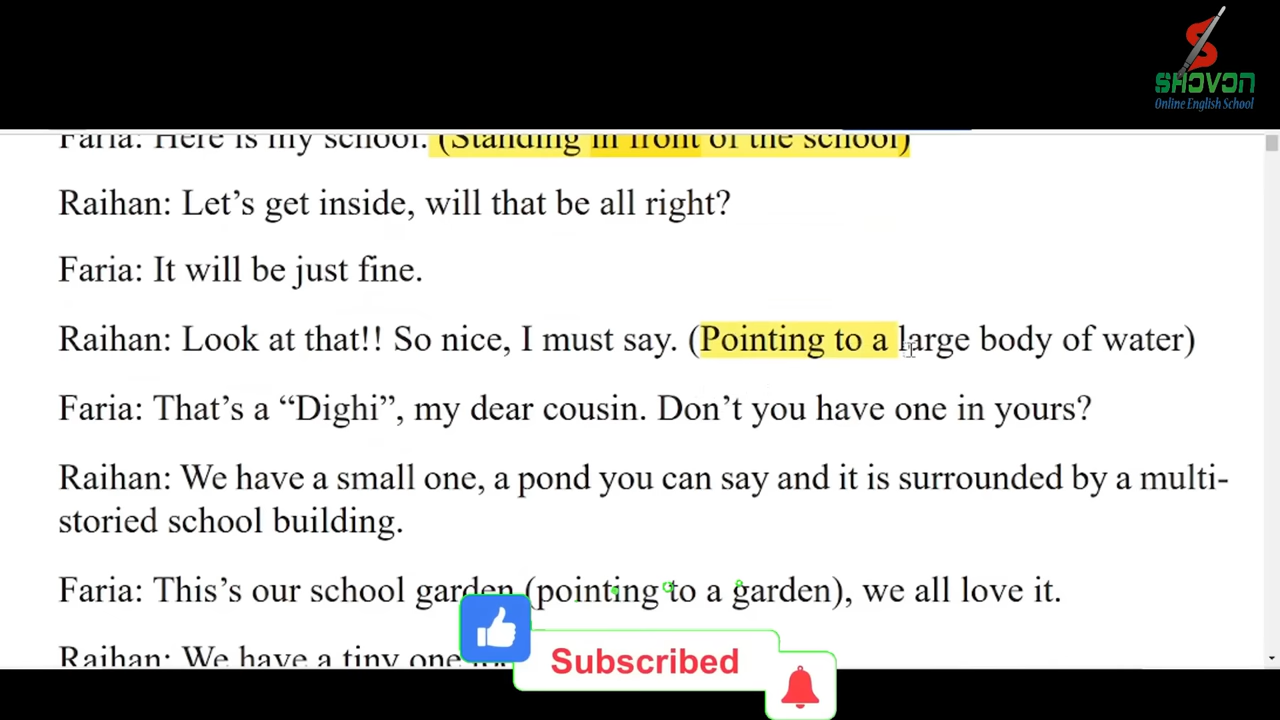 SHOVON
Online English School
Faria: Here is my school. (Standing in front of the school)
Raihan: Let’s get inside, will that be all right?
Faria: It will be just fine.
Raihan: Look at that!! So nice, I must say. (Pointing to a large body of water)
Faria: That’s a “Dighi”, my dear cousin. Don’t you have one in yours?
Raihan: We have a small one, a pond you can say and it is surrounded by a multi-
storied school building.
Faria: This’s our school garden (pointing to a garden), we all love it.
Raihan: We have a tiny one
Subscribed